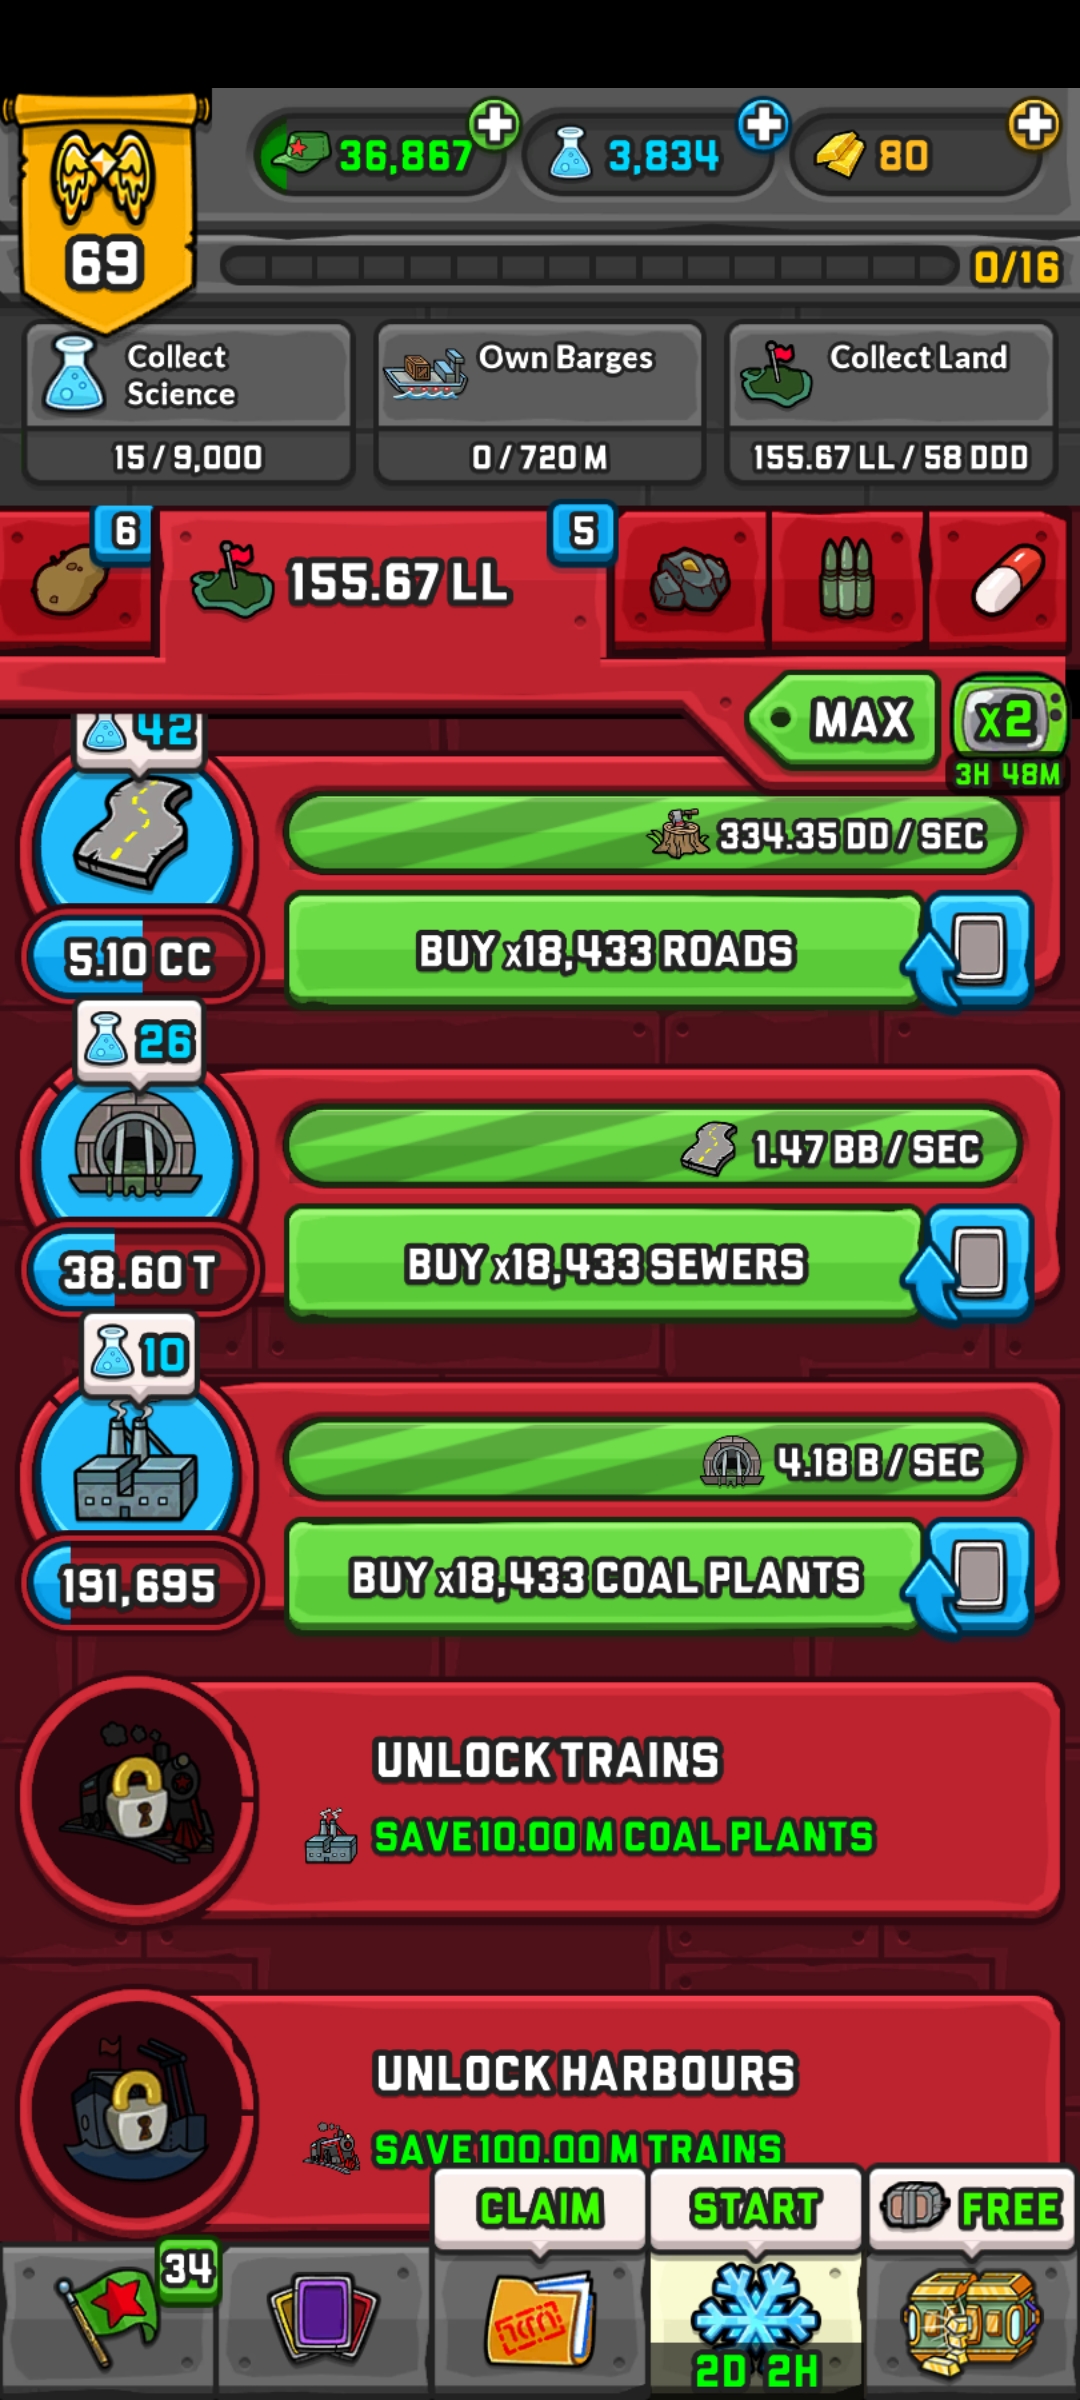 36,867
3,834
80
69
0/16
Collect
Science
15 / 9,000
Own Barges
0 / 720 M
Collect Land
155.67 LL / 58 DDD
6
155.67 LL
5
MAX
x2
3H 48M
42
334.35 DD / SEC
5.10 CC
BUY x18,433 ROADS
26
1.47 BB / SEC
38.60 T
BUY x18,433 SEWERS
10
4.18 B / SEC
191,695
BUY x18,433 COAL PLANTS
UNLOCK TRAINS
SAVE 10.00 M COAL PLANTS
UNLOCK HARBOURS
SAVE 100.00 M TRAINS
CLAIM
START
FREE
34
2D 2H